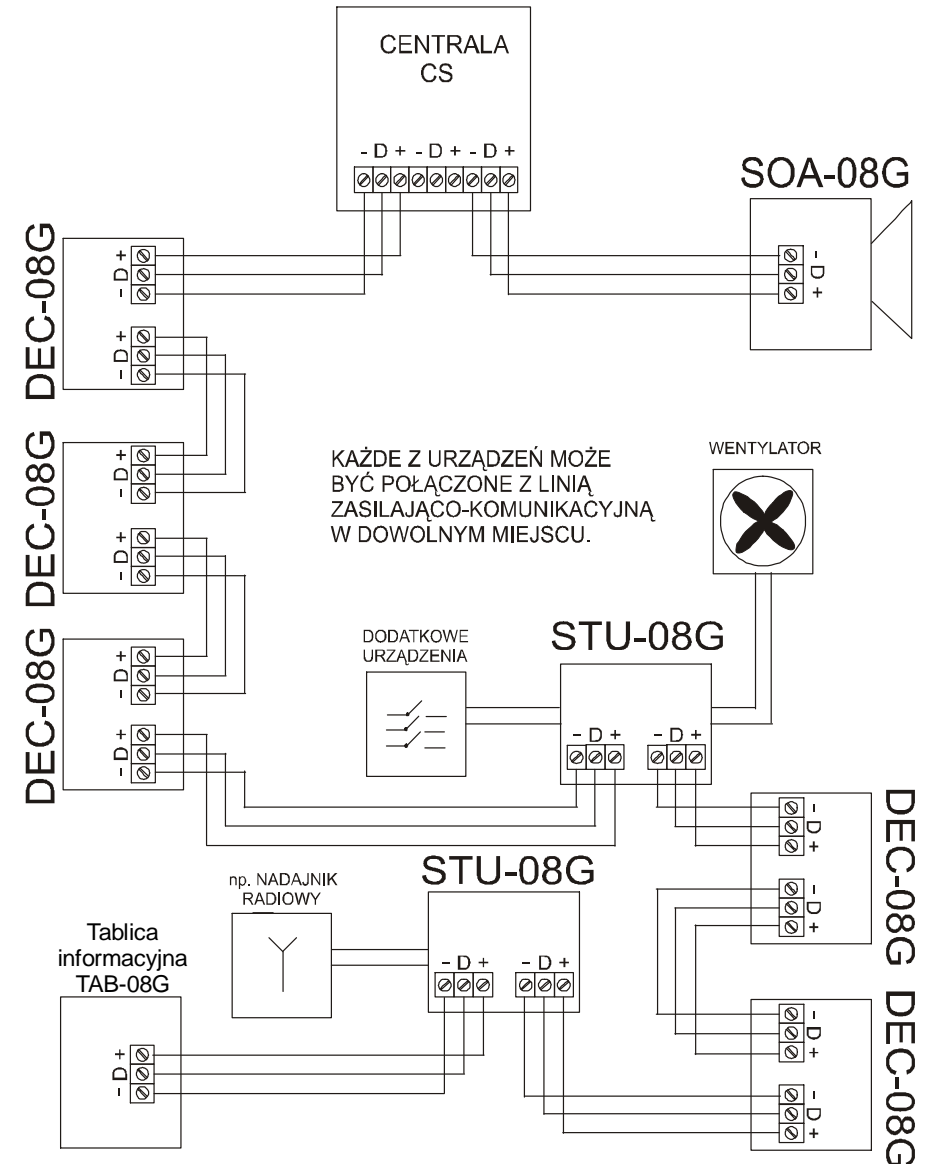 CENTRALA
CS
- D + - D + - D +
SOA-08G
- D +
DEC-08G
+ D -
+ D -
DEC-08G
+ D -
+ D -
KAŻDE Z URZĄDZEŃ MOŻE
BYĆ POŁĄCZONE Z LINIĄ
ZASILAJĄCO-KOMUNIKACYJNĄ
W DOWOLNYM MIEJSCU.
WENTYLATOR
DEC-08G
+ D -
+ D -
DODATKOWE
URZĄDZENIA
STU-08G
- D + - D +
DEC-08G
- D +
- D +
np. NADAJNIK
RADIOWY
STU-08G
- D + - D +
Tablica
informacyjna
TAB-08G
+ D -
DEC-08G
- D +
- D +